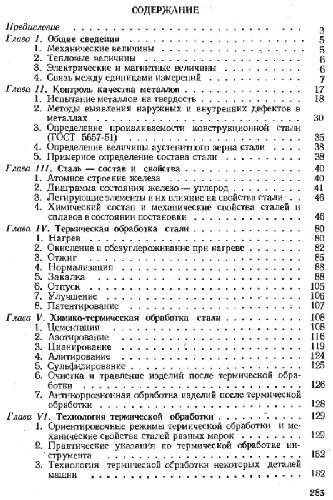 СОДЕРЖАНИЕ
Предисловие 3
Глава I. Общие сведения 5
1. Механические величины 5
2. Тепловые величины 6
3. Электрические и магнитные величины 6
4. Связь между единицами измерений 7
Глава II. Контроль качества металлов 17
1. Испытание металлов на твердость 18
2. Методы выявления наружных и внутренних дефектов в
металлах 30
3. Определение прокаливаемости конструкционной стали
(ГОСТ 5657-51) 35
4. Определение величины аустенитного зерна стали 38
5. Примерное определение состава стали 38
Глава III. Сталь — состав и свойства 40
1. Атомное строение железа 40
2. Диаграмма состояния железо — углерод 41
3. Легирующие элементы и их влияние на свойства стали 46
4. Химический состав и механические свойства сталей и
сплавов в состоянии поставки 46
Глава IV. Термическая обработка стали 80
1. Нагрев 80
2. Окисление и обезуглероживание при нагреве 82
3. Отжиг 85
4. Нормализация 88
5. Закалка 88
6. Отпуск 105
7. Улучшение 106
8. Патентирование 107
Глава V. Химико-термическая обработка стали 108
1. Цементация 108
2. Азотирование 116
3. Цианирование 119
4. Алитирование 124
5. Сульфидирование 125
6. Очистка и травление изделий после термической обра-
ботки 126
7. Антикоррозионная обработка изделий после термической
обработки 128
Глава VI. Технология термической обработки 129
1. Ориентировочные режимы термической обработки и ме-
ханические свойства сталей разных марок 129
2. Практические указания по термической обработке ин-
струмента 152
3. Технология термической обработки некоторых деталей
машин 182
283